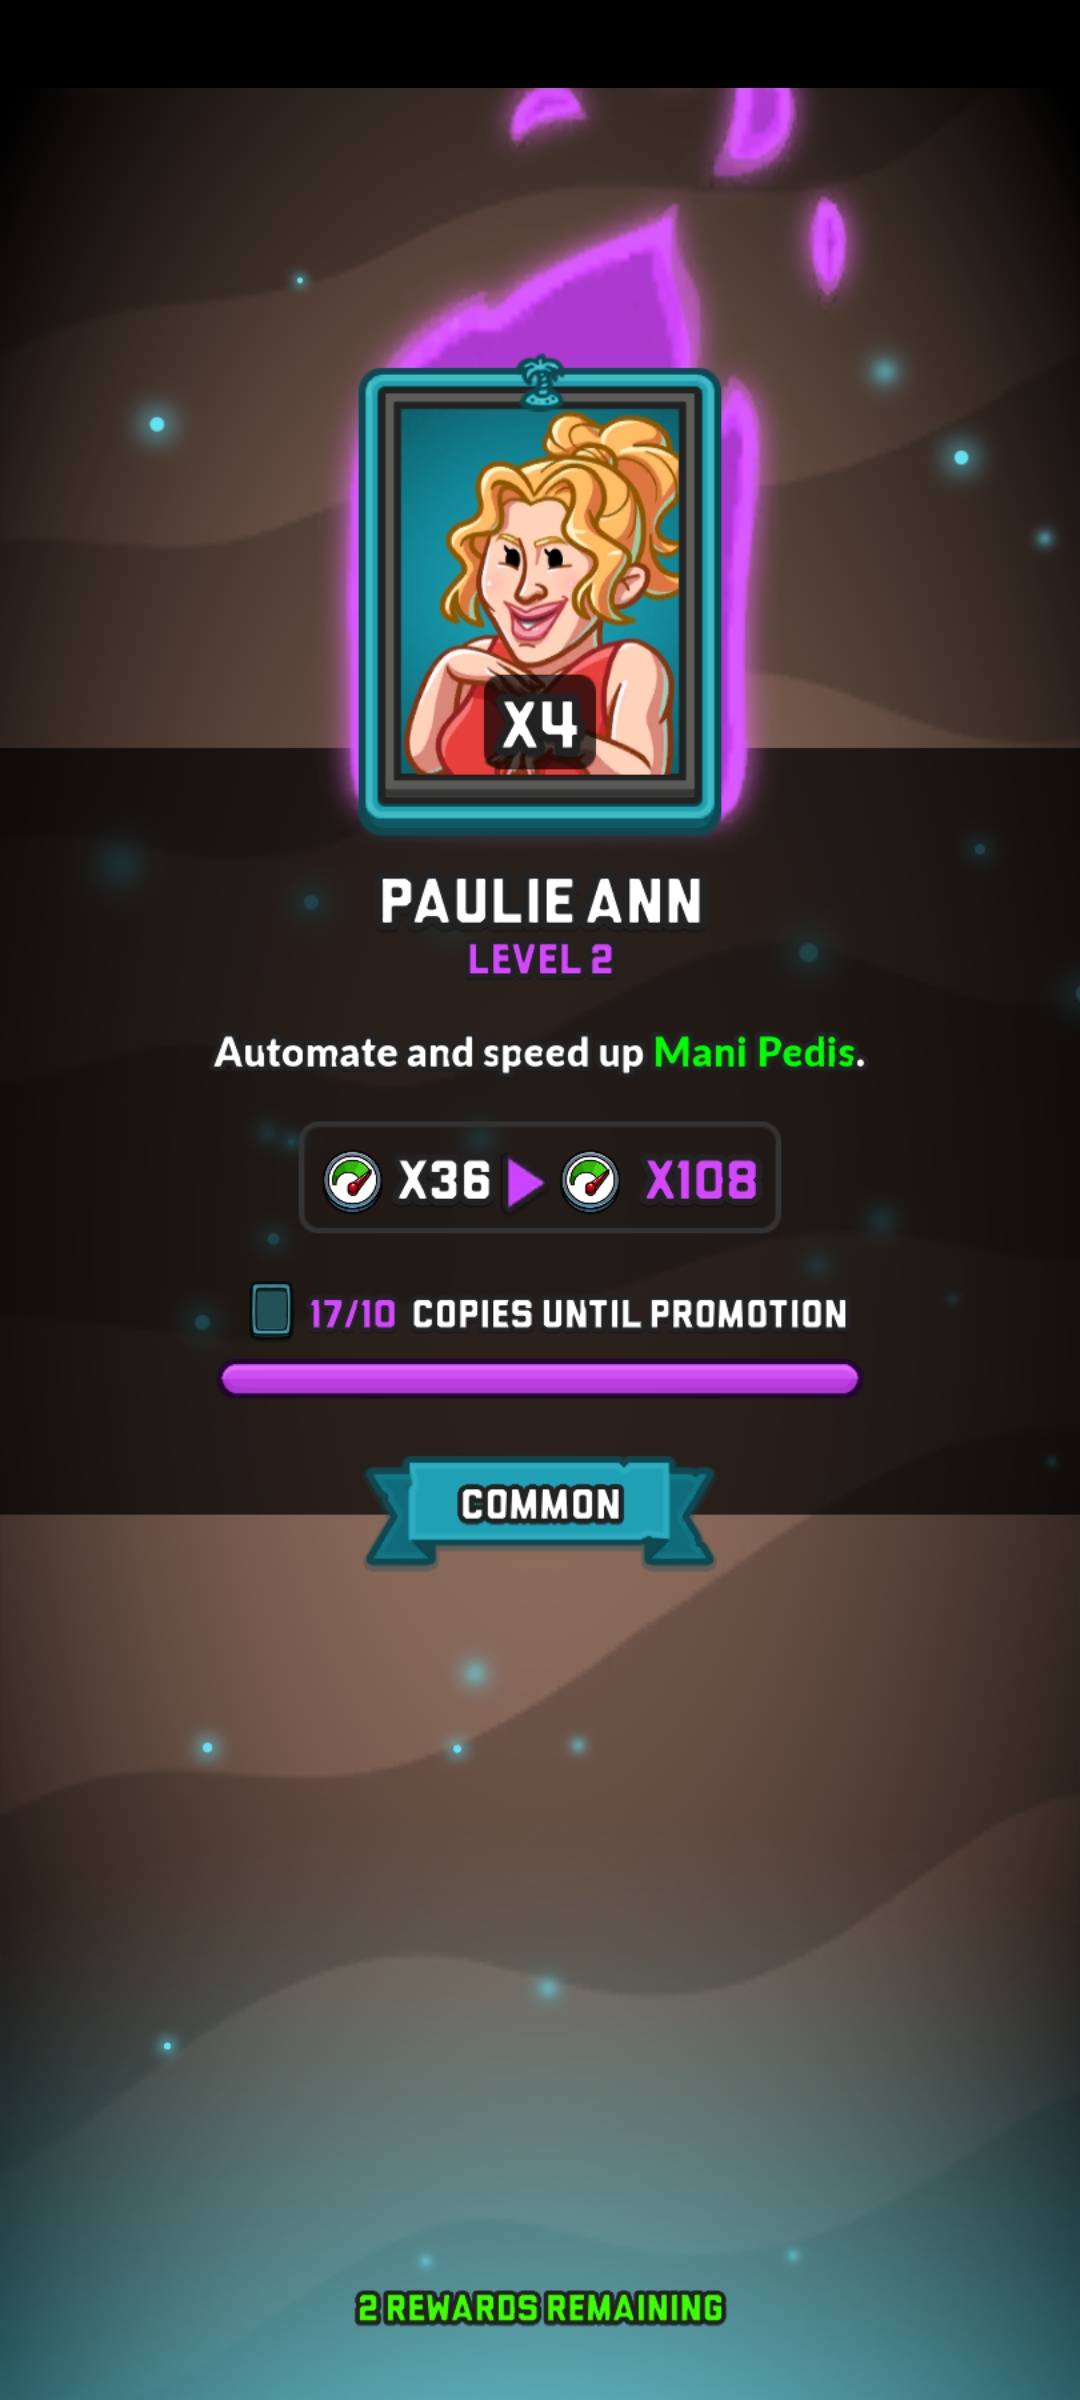 X4
PAULIE ANN
LEVEL 2
Automate and speed up Mani Pedis.
X36 X108
17/10 COPIES UNTIL PROMOTION
COMMON
2 REWARDS REMAINING